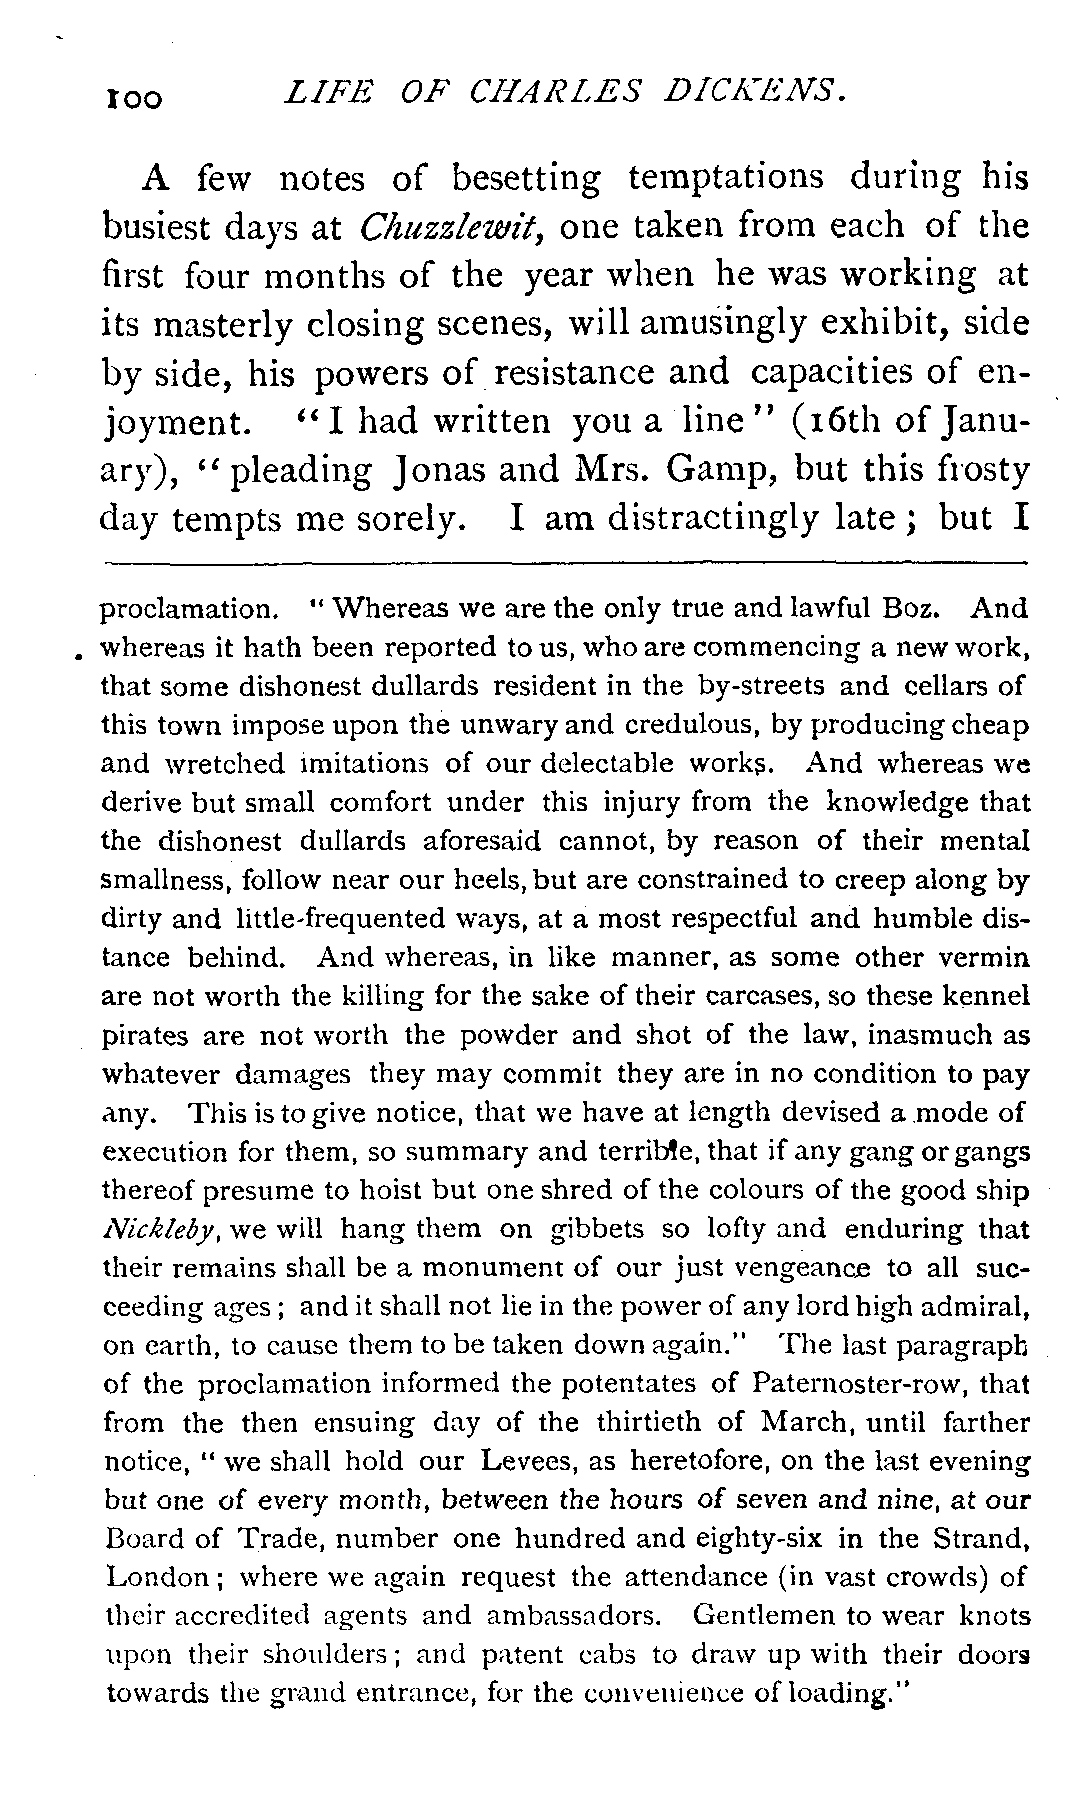 100 LIFE OF CHARLES DICKENS.
A few notes of besetting temptations during his
busiest days at Chuzzlewit, one taken from each of the
first four months of the year when he was working at
its masterly closing scenes, will amusingly exhibit, side
by side, his powers of resistance and capacities of en-
joyment. "I had written you a line" (16th of Janu-
ary), "pleading Jonas and Mrs. Gamp, but this frosty
day tempts me sorely. I am distractingly late; but I
proclamation. "Whereas we are the only true and lawful Boz. And
whereas it hath been reported to us, who are commencing a new work,
that some dishonest dullards resident in the by-streets and cellars of
this town impose upon the unwary and credulous, by producing cheap
and wretched imitations of our delectable works. And whereas we
derive but small comfort under this injury from the knowledge that
the dishonest dullards aforesaid cannot, by reason of their mental
smallness, follow near our heels, but are constrained to creep along by
dirty and little-frequented ways, at a most respectful and humble dis-
tance behind. And whereas, in like manner, as some other vermin
are not worth the killing for the sake of their carcases, so these kennel
pirates are not worth the powder and shot of the law, inasmuch as
whatever damages they may commit they are in no condition to pay
any. This is to give notice, that we have at length devised a mode of
execution for them, so summary and terrible, that if any gang or gangs
thereof presume to hoist but one shred of the colours of the good ship
Nickleby, we will hang them on gibbets so lofty and enduring that
their remains shall be a monument of our just vengeance to all suc-
ceeding ages; and it shall not lie in the power of any lord high admiral,
on earth, to cause them to be taken down again." The last paragraph
of the proclamation informed the potentates of Paternoster-row, that
from the then ensuing day of the thirtieth of March, until farther
notice, "we shall hold our Levees, as heretofore, on the last evening
but one of every month, between the hours of seven and nine, at our
Board of Trade, number one hundred and eighty-six in the Strand,
London; where we again request the attendance (in vast crowds) of
their accredited agents and ambassadors. Gentlemen to wear knots
upon their shoulders; and patent cabs to draw up with their doors
towards the grand entrance, for the convenience of loading."